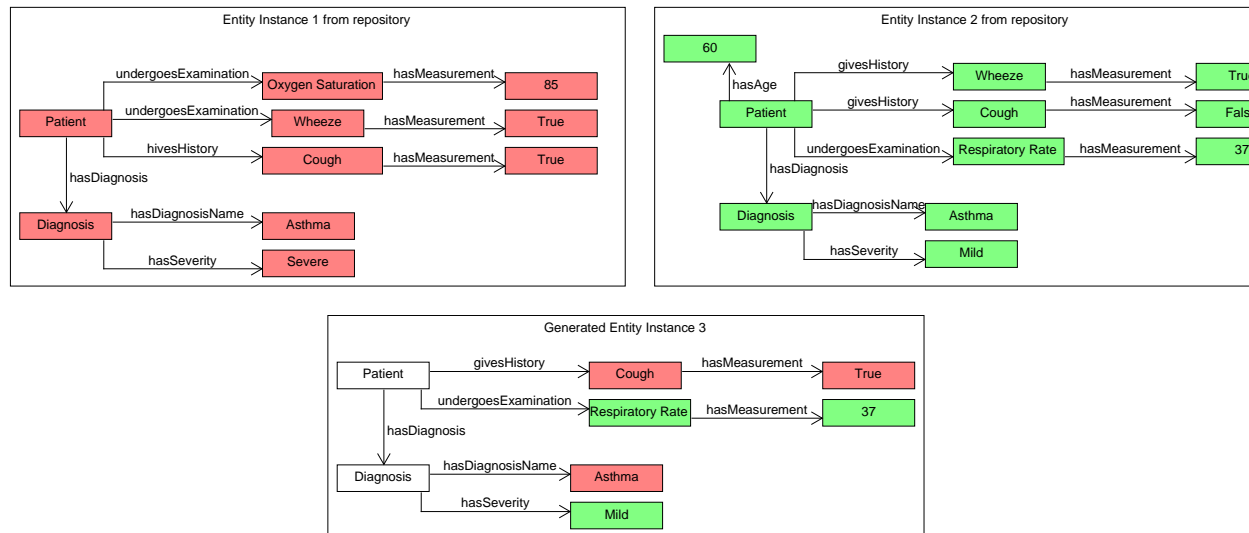 Entity Instance 1 from repository
undergoesExamination
Oxygen Saturation
hasMeasurement
85
Patient
undergoesExamination
Wheeze
hasMeasurement
True
hivesHistory
Cough
hasMeasurement
True
hasDiagnosis
Diagnosis
hasDiagnosisName
Asthma
hasSeverity
Severe
Entity Instance 2 from repository
60
hasAge
givesHistory
Wheeze
hasMeasurement
True
Patient
givesHistory
Cough
hasMeasurement
Fals
undergoesExamination
Respiratory Rate
hasMeasurement
37
hasDiagnosis
Diagnosis
hasDiagnosisName
Asthma
hasSeverity
Mild
Generated Entity Instance 3
Patient
givesHistory
Cough
hasMeasurement
True
undergoesExamination
Respiratory Rate
hasMeasurement
37
hasDiagnosis
Diagnosis
hasDiagnosisName
Asthma
hasSeverity
Mild